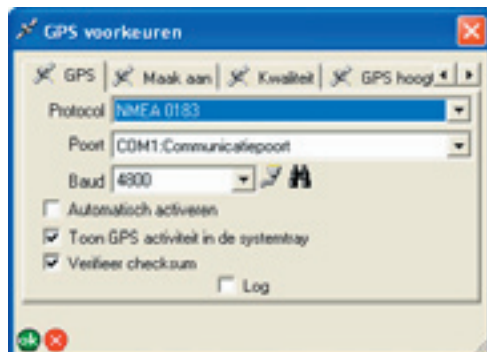 GPS voorkeuren
GPS Maak aan Kwaliteit GPS hoogt
Protocol NMEA 0183
Poort COM1:Communicatiepoort
Baud 4800
Automatisch activeren
Toon GPS activiteit in de systemtray
Verifieer checksum
Log
ok